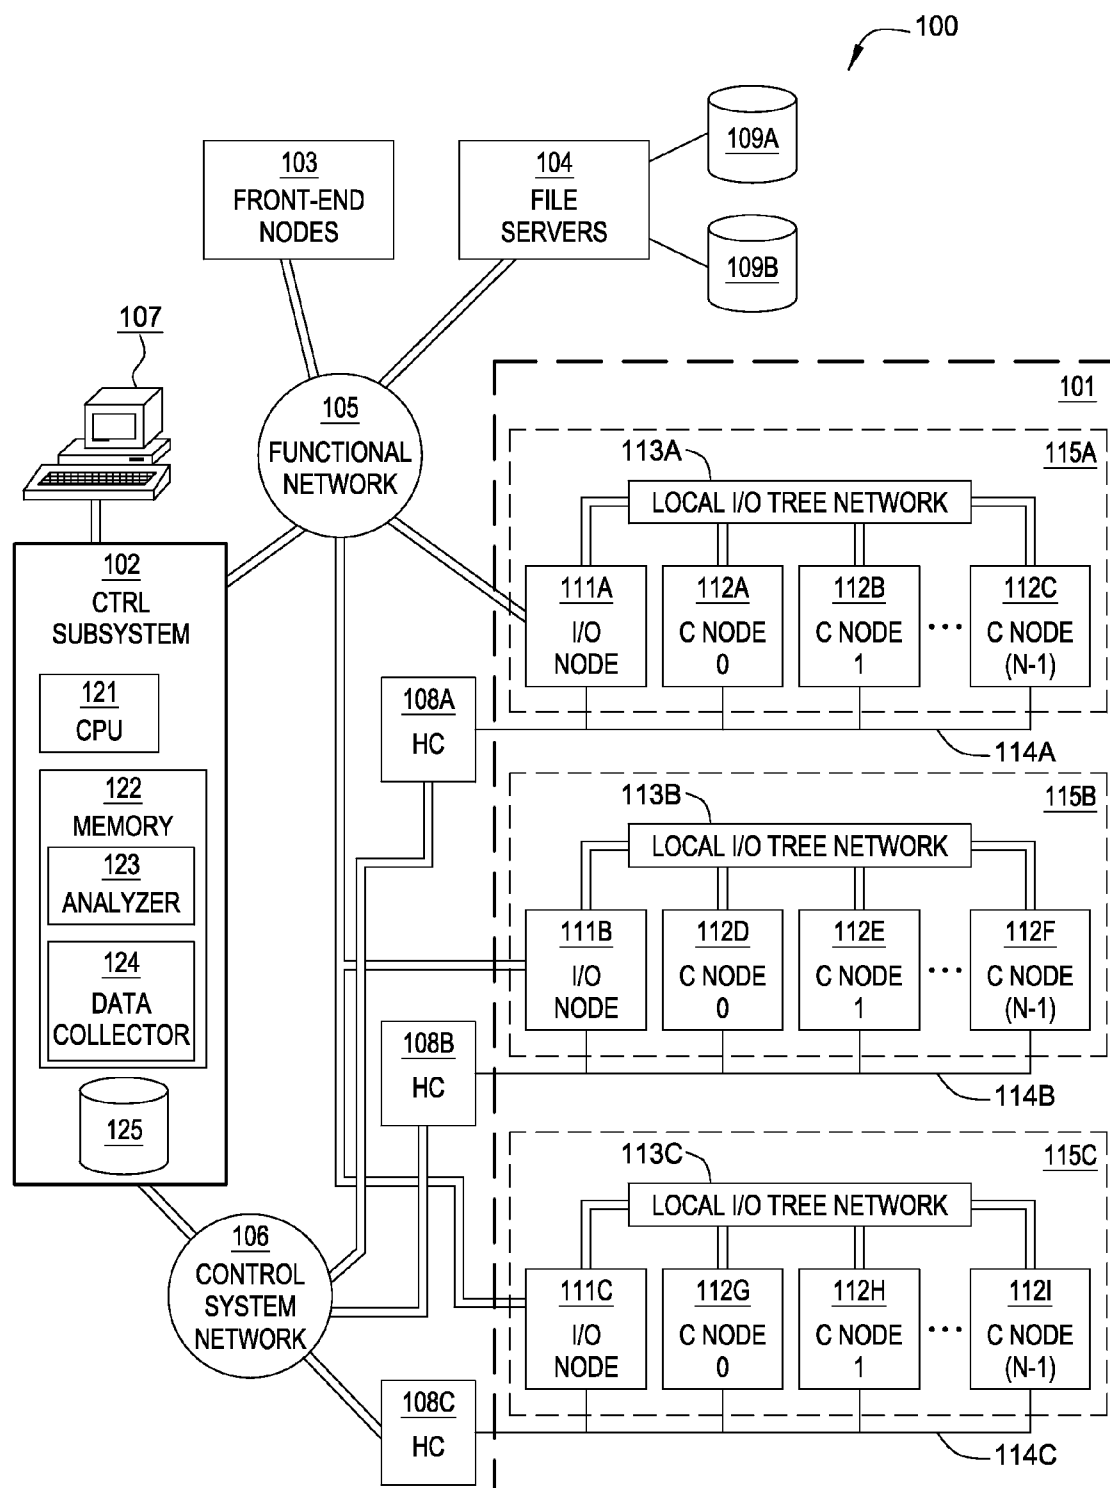 100
103
FRONT-END
NODES
104
FILE
SERVERS
109A
109B
107
105
FUNCTIONAL
NETWORK
101
102
CTRL
SUBSYSTEM
121
CPU
122
MEMORY
123
ANALYZER
124
DATA
COLLECTOR
125
106
CONTROL
SYSTEM
NETWORK
108A
HC
108B
HC
108C
HC
115A
113A
LOCAL I/O TREE NETWORK
111A
I/O
NODE
112A
C NODE
0
112B
C NODE
1
...
112C
C NODE
(N-1)
114A
115B
113B
LOCAL I/O TREE NETWORK
111B
I/O
NODE
112D
C NODE
0
112E
C NODE
1
...
112F
C NODE
(N-1)
114B
115C
113C
LOCAL I/O TREE NETWORK
111C
I/O
NODE
112G
C NODE
0
112H
C NODE
1
...
112I
C NODE
(N-1)
114C